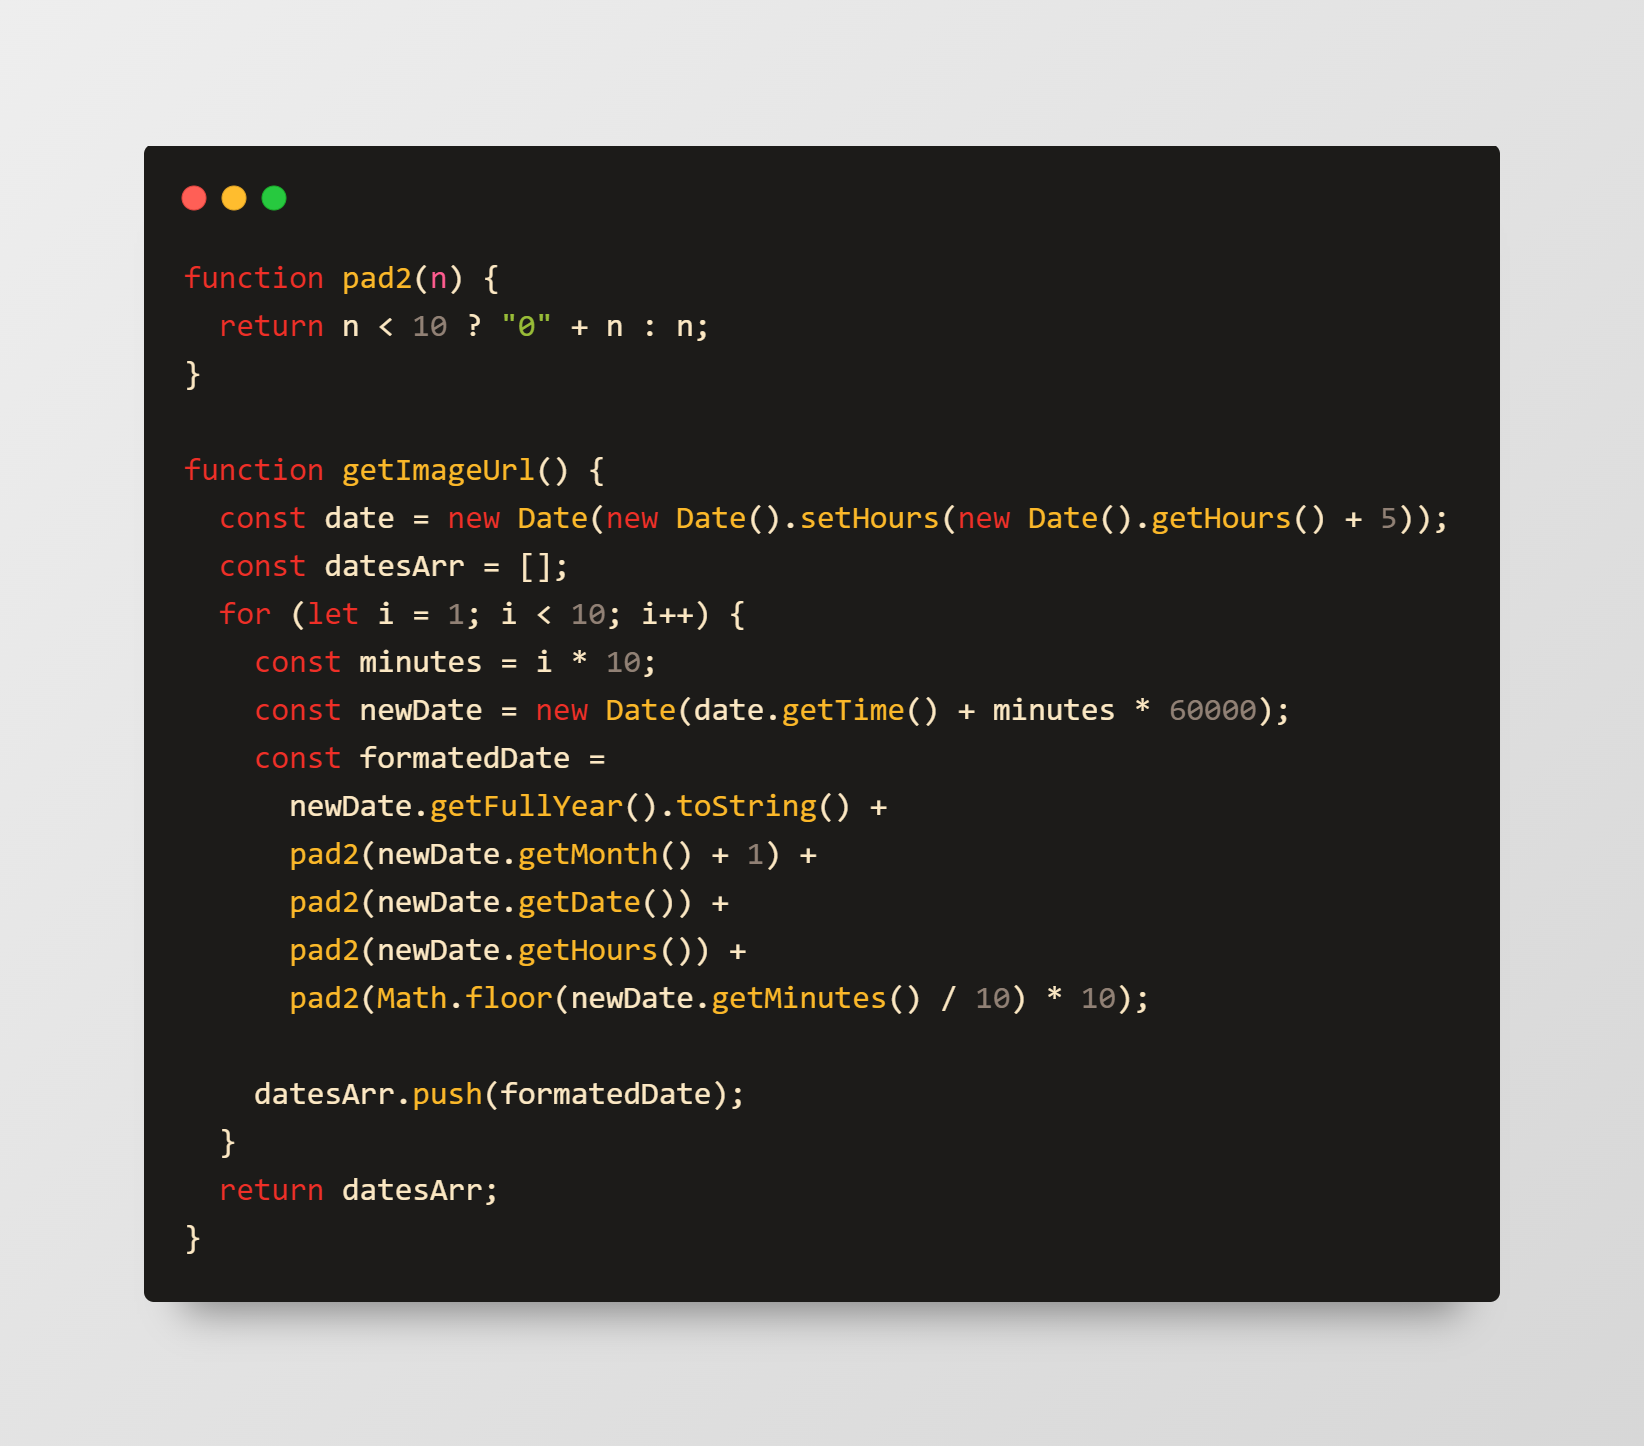 function pad2(n) {
  return n < 10 ? "0" + n : n;
}

function getImageUrl() {
  const date = new Date(new Date().setHours(new Date().getHours() + 5));
  const datesArr = [];
  for (let i = 1; i < 10; i++) {
    const minutes = i * 10;
    const newDate = new Date(date.getTime() + minutes * 60000);
    const formatedDate =
      newDate.getFullYear().toString() +
      pad2(newDate.getMonth() + 1) +
      pad2(newDate.getDate()) +
      pad2(newDate.getHours()) +
      pad2(Math.floor(newDate.getMinutes() / 10) * 10);

    datesArr.push(formatedDate);
  }
  return datesArr;
}